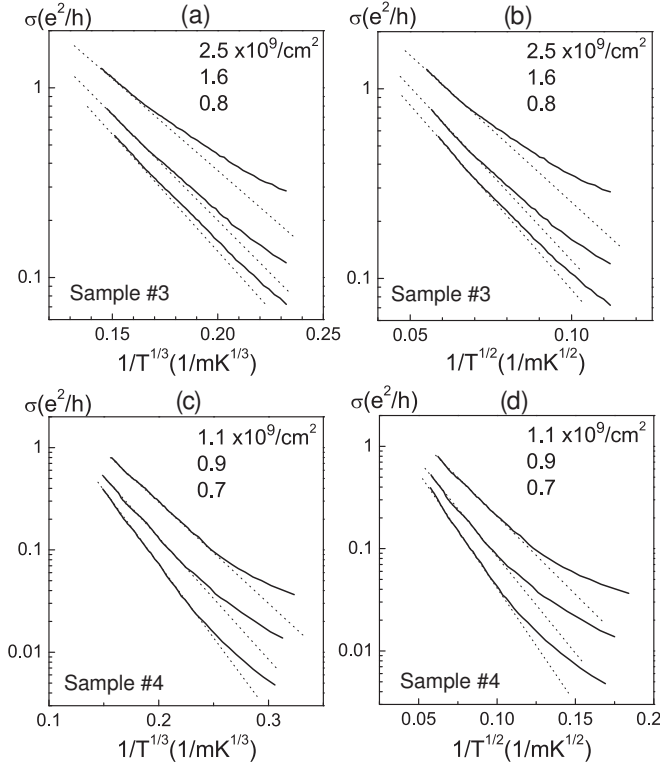 σ(e²/h) (a)
2.5 x10⁹/cm²
1.6
0.8
1
0.1
Sample #3
0.15 0.20 0.25
1/T^1/3(1/mK^1/3)
σ(e²/h) (b)
2.5 x10⁹/cm²
1.6
0.8
1
0.1
Sample #3
0.05 0.10
1/T^1/2(1/mK^1/2)
σ(e²/h) (c)
1.1 x10⁹/cm²
0.9
0.7
1
0.1
0.01
Sample #4
0.1 0.2 0.3
1/T^1/3(1/mK^1/3)
σ(e²/h) (d)
1.1 x10⁹/cm²
0.9
0.7
1
0.1
0.01
Sample #4
0.05 0.10 0.15 0.2
1/T^1/2(1/mK^1/2)